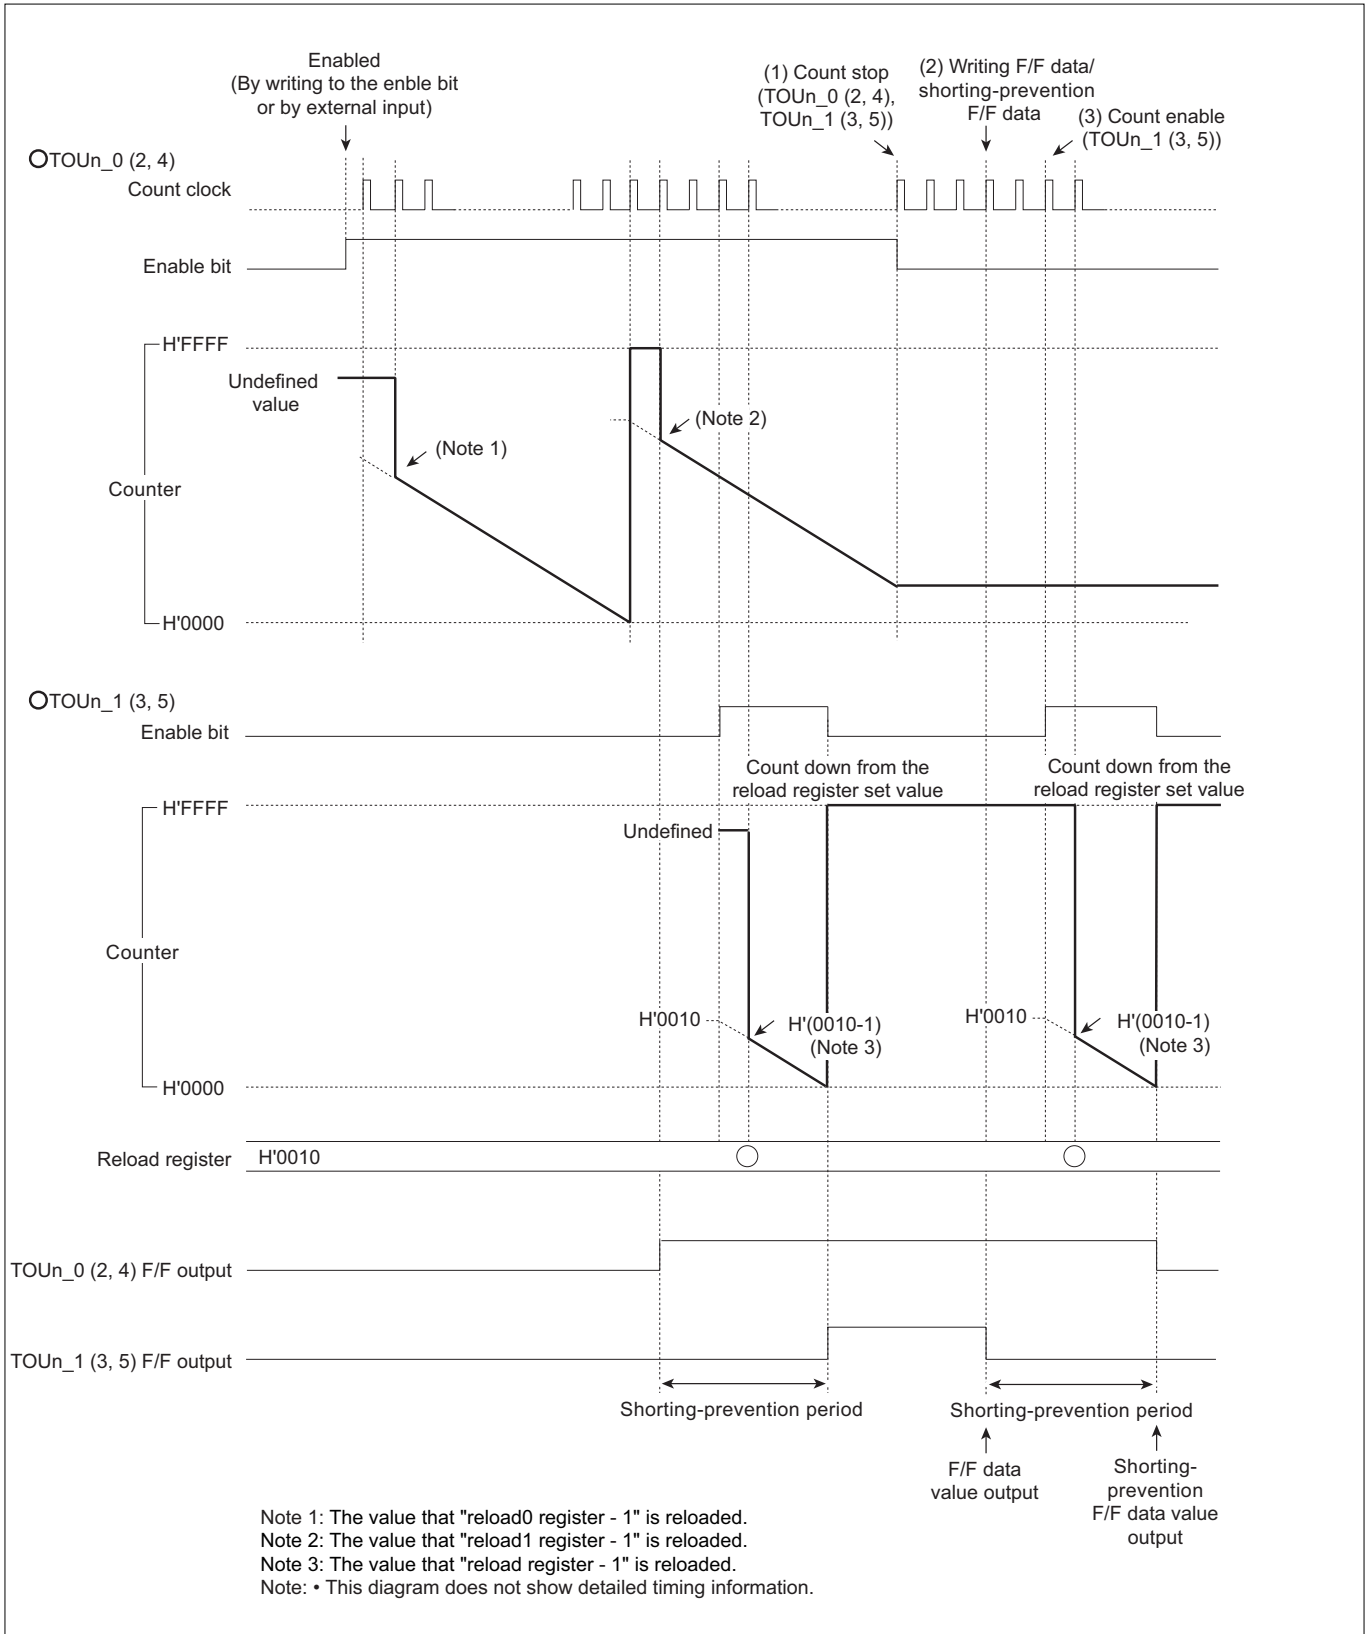 Enabled
(By writing to the enble bit
or by external input)
(1) Count stop
(TOUn_0 (2, 4),
TOUn_1 (3, 5))
(2) Writing F/F data/
shorting-prevention
F/F data
(3) Count enable
(TOUn_1 (3, 5))
TOUn_0 (2, 4)
Count clock
Enable bit
H'FFFF
Undefined
value
(Note 1)
(Note 2)
Counter
H'0000
TOUn_1 (3, 5)
Enable bit
Count down from the
reload register set value
Count down from the
reload register set value
H'FFFF
Undefined
Counter
H'0010
H'(0010-1)
(Note 3)
H'0010
H'(0010-1)
(Note 3)
H'0000
Reload register
H'0010
TOUn_0 (2, 4) F/F output
TOUn_1 (3, 5) F/F output
Shorting-prevention period
Shorting-prevention period
F/F data
value output
Shorting-
prevention
F/F data value
output
Note 1: The value that "reload0 register - 1" is reloaded.
Note 2: The value that "reload1 register - 1" is reloaded.
Note 3: The value that "reload register - 1" is reloaded.
Note: • This diagram does not show detailed timing information.